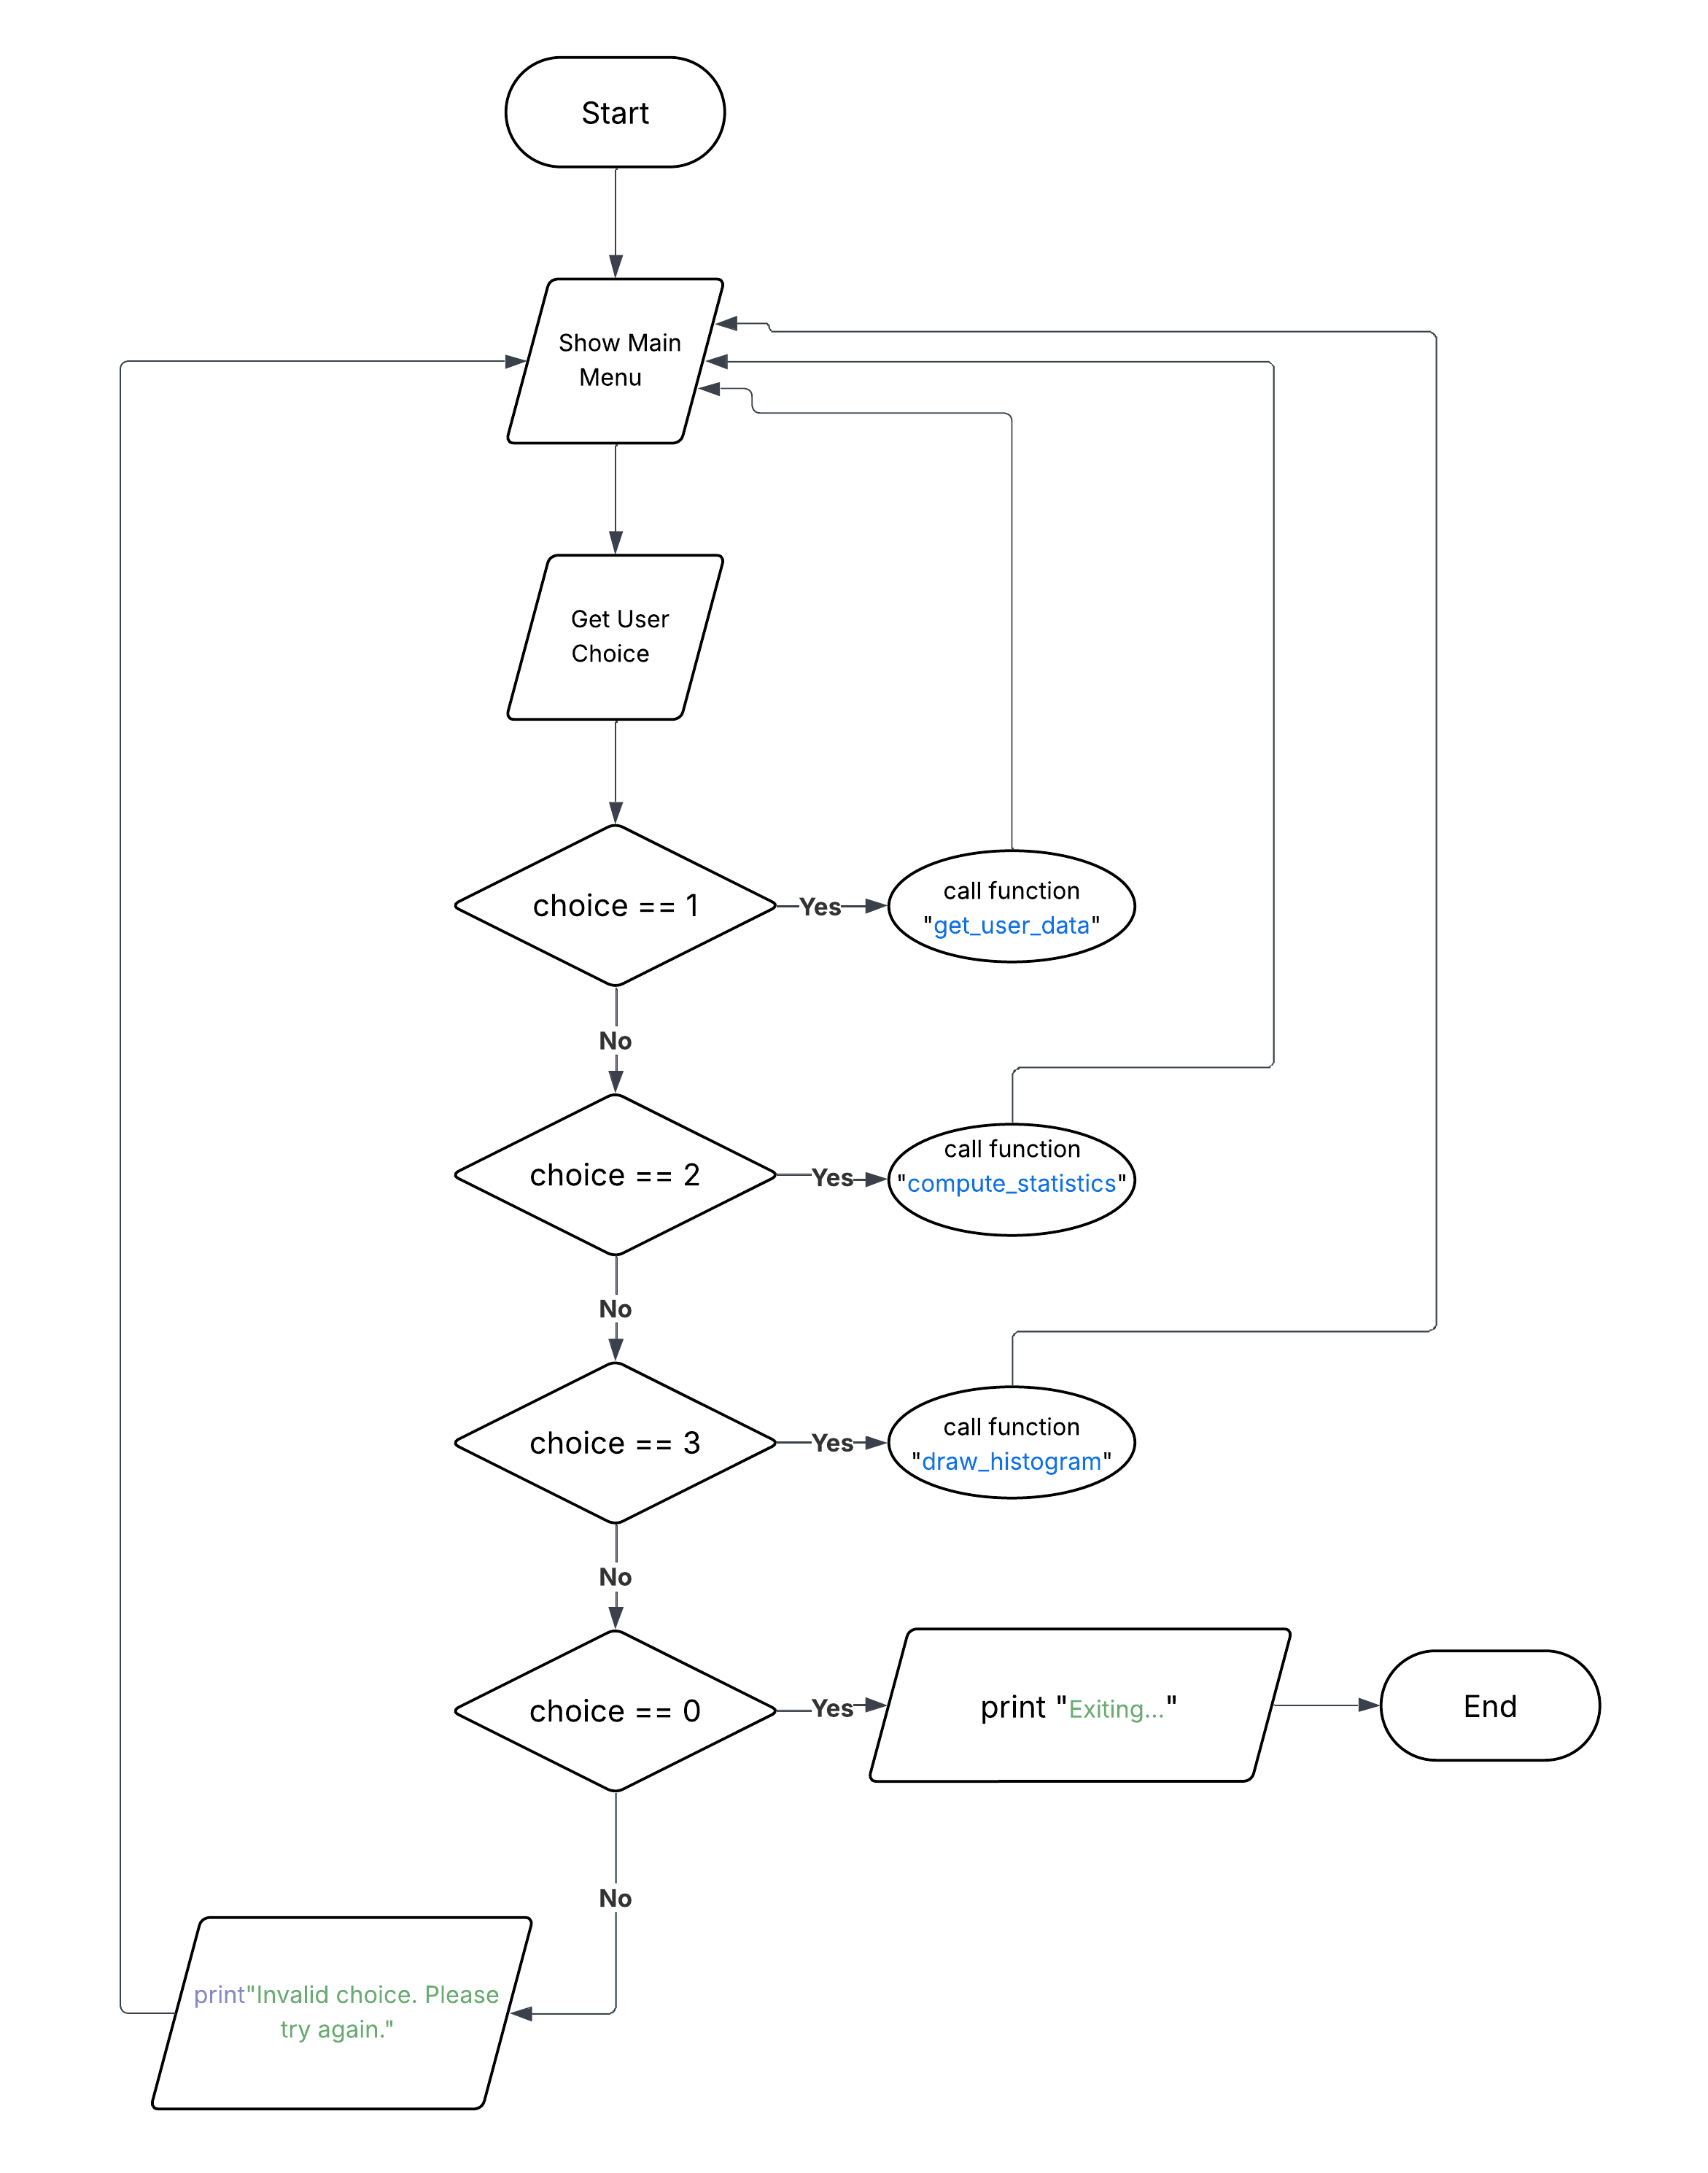 Start
Show Main
Menu
Get User
Choice
choice == 1
Yes
call function
"get_user_data"
No
choice == 2
Yes
call function
"compute_statistics"
No
choice == 3
Yes
call function
"draw_histogram"
No
choice == 0
Yes
print "Exiting..."
End
No
print"Invalid choice. Please
try again."